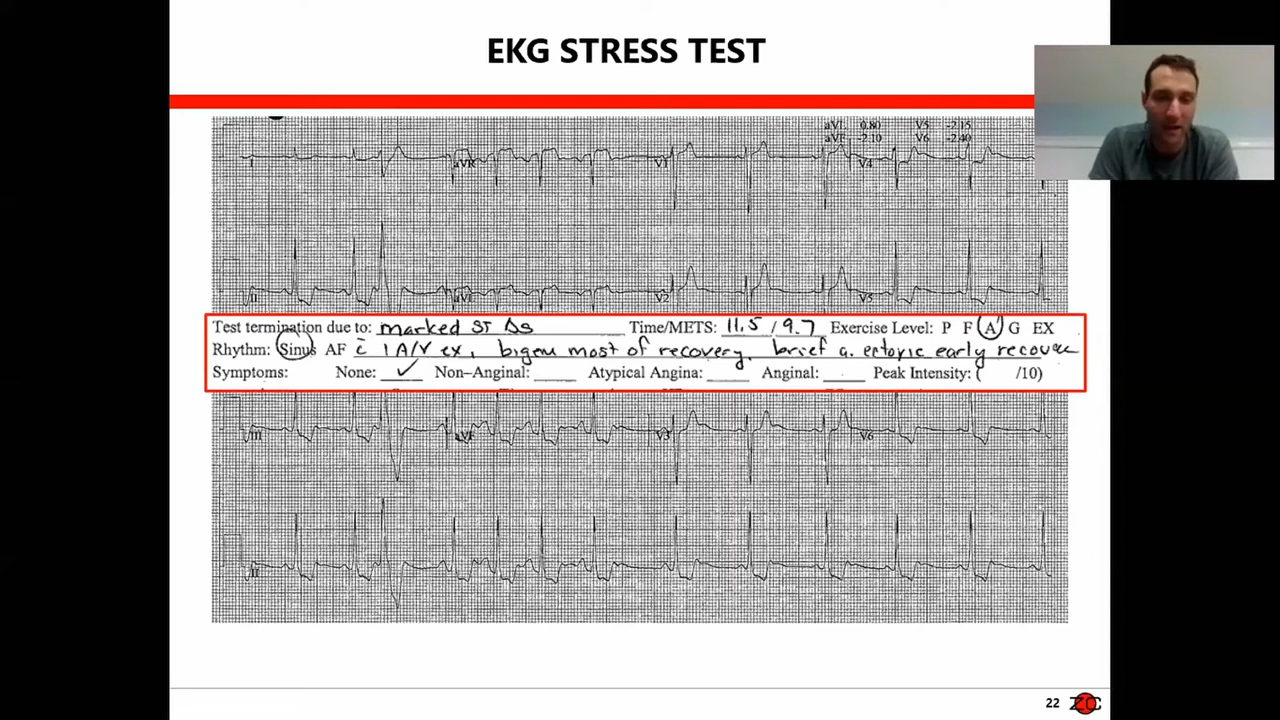 EKG STRESS TEST
aVL 0.80 V5 -2.15
aVF -2.10 V6 -2.40
I aVR V1 V4
II aVL V2 V5
Test termination due to: marked ST Δs Time/METS: 11.5 / 9.7 Exercise Level: P F A G EX
Rhythm: Sinus AF c̄ 1 A/V ex, bigem most of recovery, brief a. ectopic early recovery
Symptoms: None: ✓ Non-Anginal: Atypical Angina: Anginal: Peak Intensity: ( /10)
III aVF V3 V6
II
22 ZC